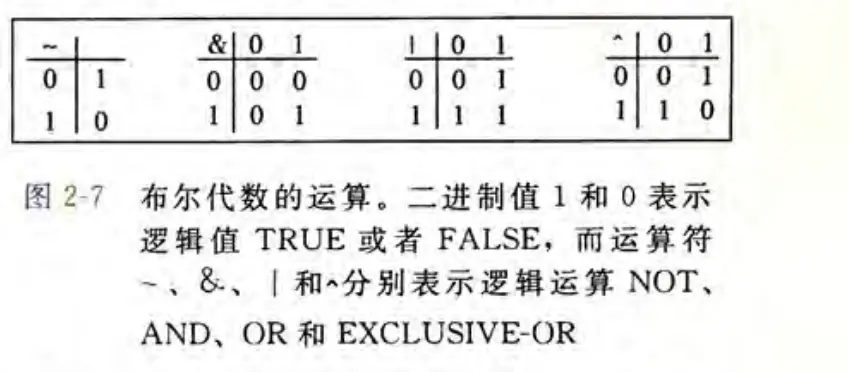 ~ & 0 1 | 0 1 ^ 0 1
0 1 0 0 0 0 0 1 0 0 1
1 0 1 0 1 1 1 1 1 1 0
图 2-7 布尔代数的运算。二进制值 1 和 0 表示
逻辑值 TRUE 或者 FALSE，而运算符
~、&、| 和^分别表示逻辑运算 NOT、
AND、OR 和 EXCLUSIVE-OR